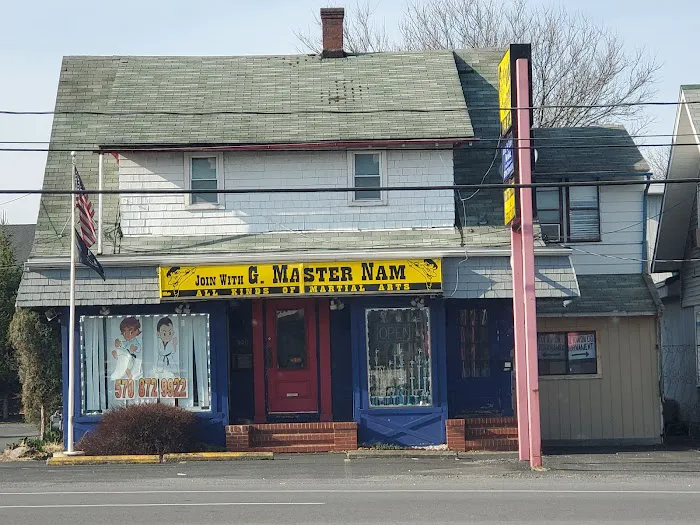 JOIN WITH G. MASTER NAM
ALL KINDS OF MARTIAL ARTS
OPEN
570 872 9922